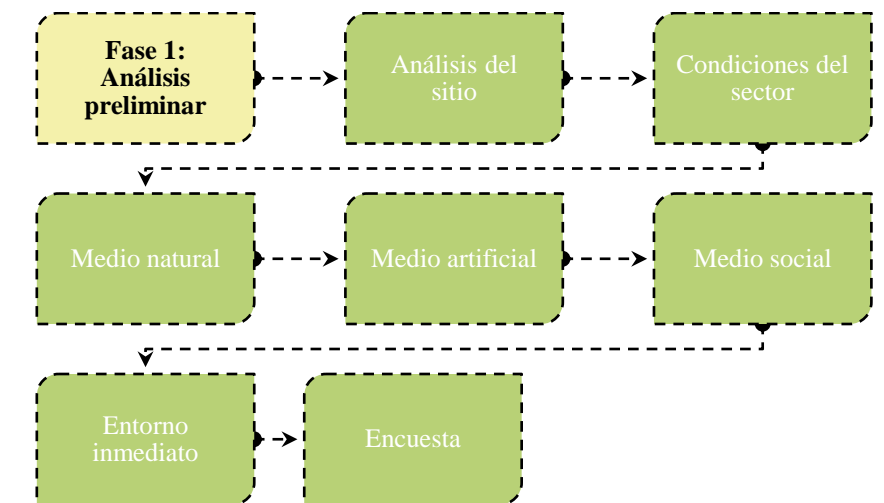 Fase 1:
Análisis
preliminar
Análisis del
sitio
Condiciones del
sector
Medio natural
Medio artificial
Medio social
Entorno
inmediato
Encuesta